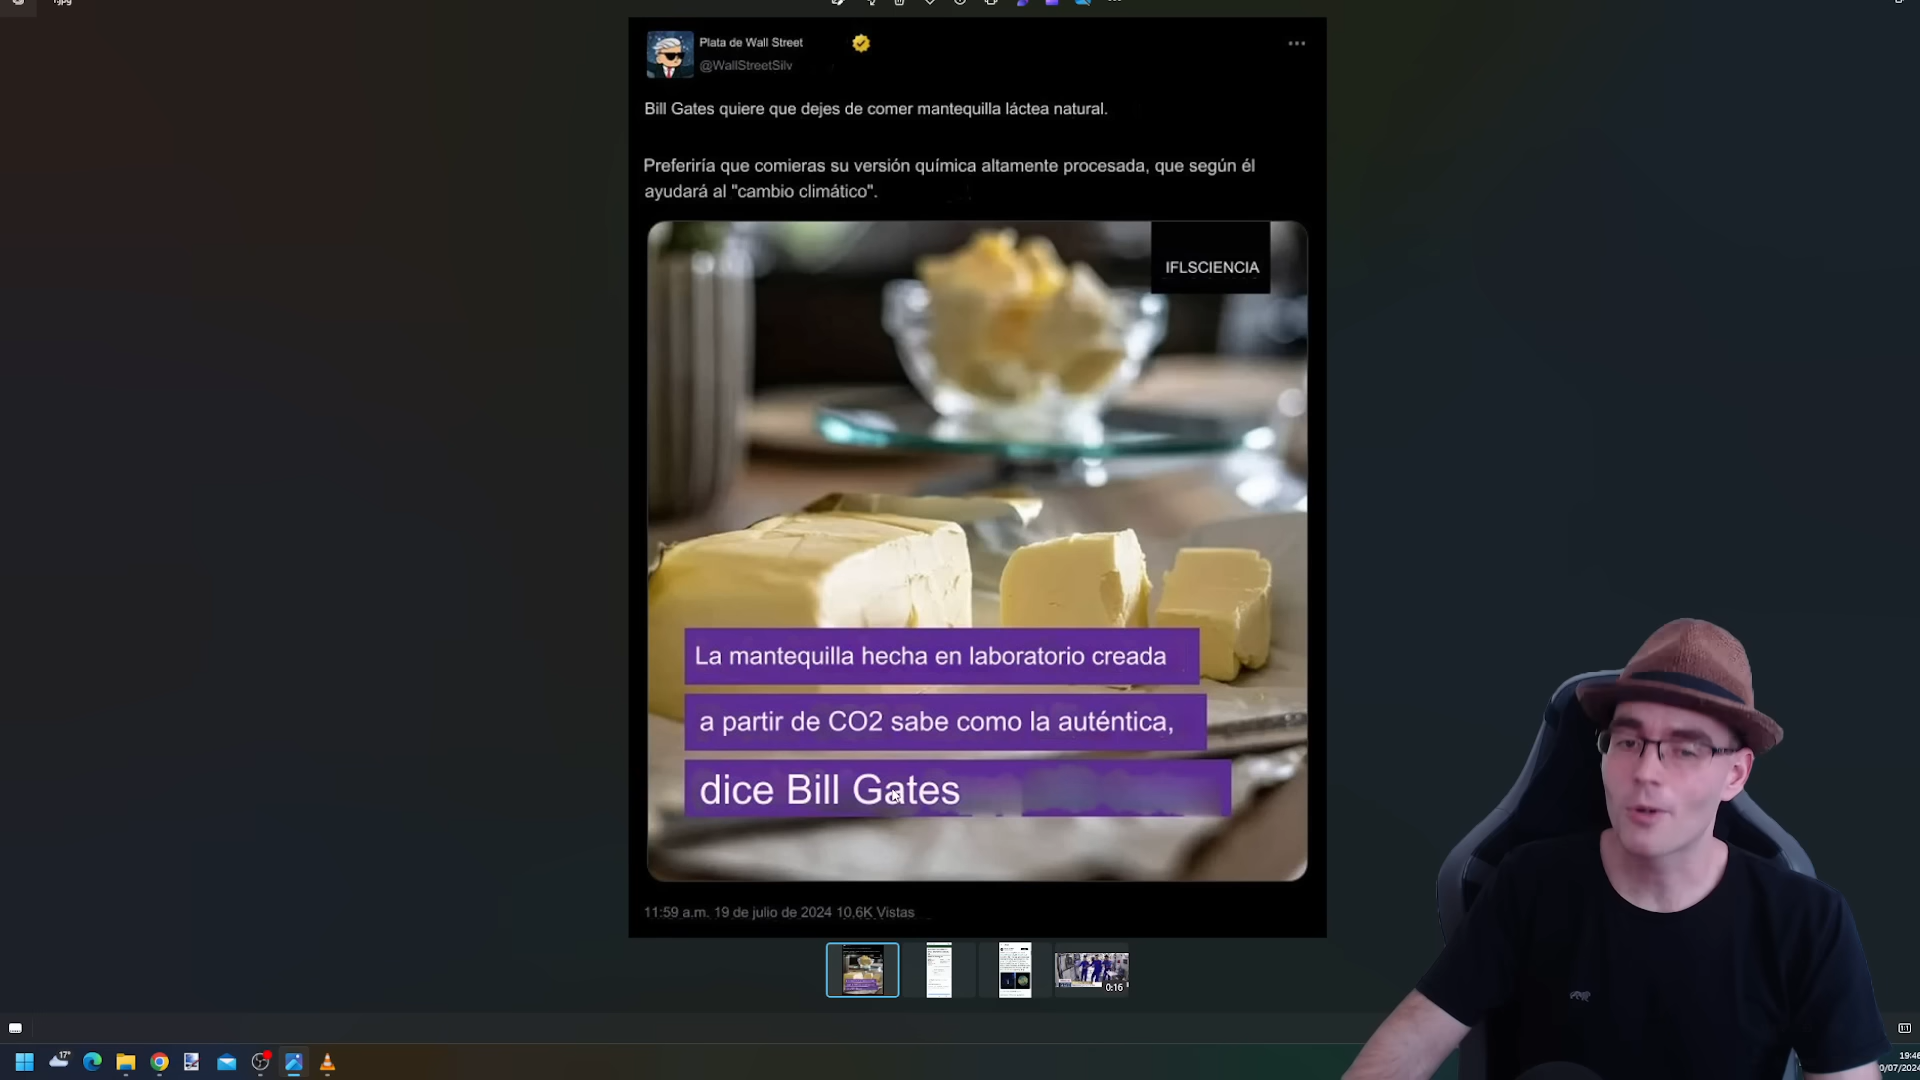 Plata de Wall Street
@WallStreetSilv
Bill Gates quiere que dejes de comer mantequilla láctea natural.
Preferiría que comieras su versión química altamente procesada, que según él
ayudará al "cambio climático".
IFLSCIENCIA
La mantequilla hecha en laboratorio creada
a partir de CO2 sabe como la auténtica,
dice Bill Gates
11:59 a.m. 19 de julio de 2024 10,6K Vistas
0:16
17°
19:46